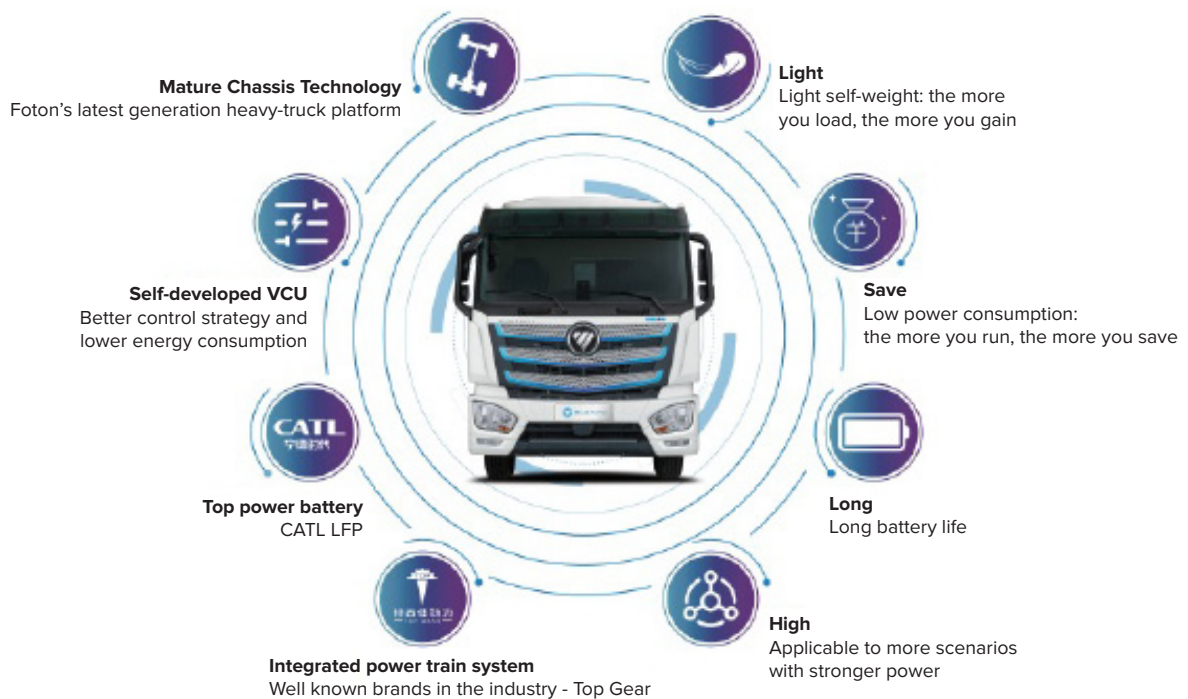 Mature Chassis Technology
Foton’s latest generation heavy-truck platform
Light
Light self-weight: the more
you load, the more you gain
Self-developed VCU
Better control strategy and
lower energy consumption
Save
Low power consumption:
the more you run, the more you save
CATL
Top power battery
CATL LFP
Long
Long battery life
Integrated power train system
Well known brands in the industry - Top Gear
High
Applicable to more scenarios
with stronger power